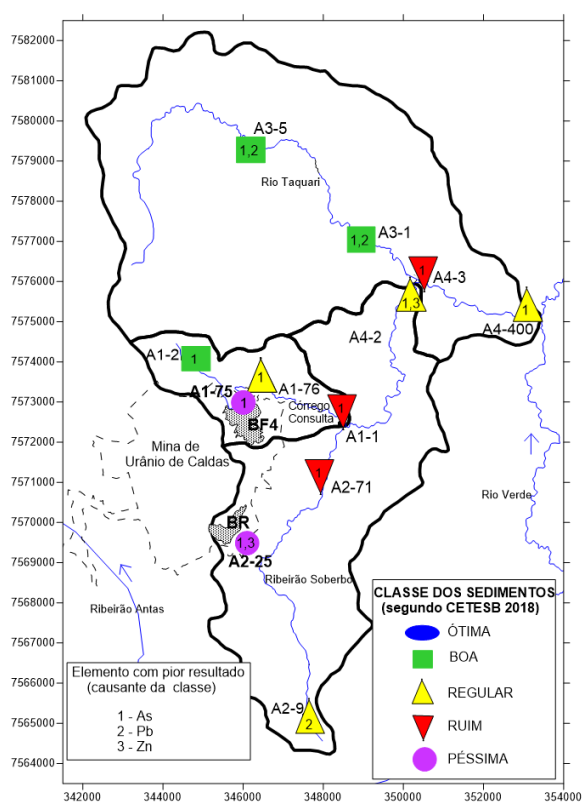 7582000
7581000
7580000
7579000
7578000
7577000
7576000
7575000
7574000
7573000
7572000
7571000
7570000
7569000
7568000
7567000
7566000
7565000
7564000
A3-5
1,2
Rio Taquari
A3-1
1,2
1
A4-3
1,3
1
A4-2
A4-400
A1-2
1
1
A1-75
A1-76
1
1
BF4
Córrego
Consulta
A1-1
Mina de
Urânio de Caldas
1
A2-71
Rio Verde
BR
1,3
A2-25
Ribeirão Soberbo
Ribeirão Antas
A2-9
2
Elemento com pior resultado
(causante da classe)
1 - As
2 - Pb
3 - Zn
CLASSE DOS SEDIMENTOS
(segundo CETESB 2018)
ÓTIMA
BOA
REGULAR
RUIM
PÉSSIMA
342000 344000 346000 348000 350000 352000 354000